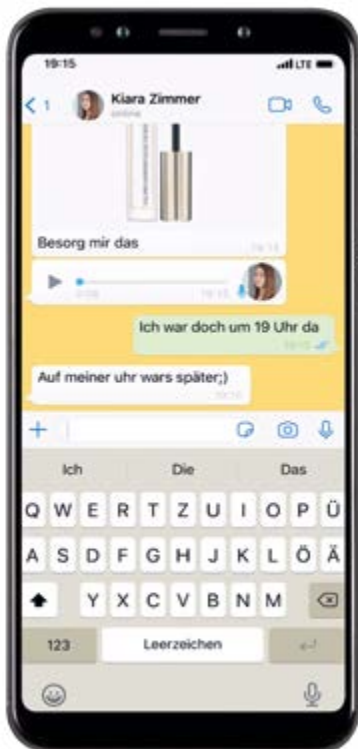 19:15
LTE
1
Kiara Zimmer
online
Besorg mir das
19:15
19:15
Ich war doch um 19 Uhr da
19:15
Auf meiner uhr wars später;)
Ich Die Das
Q W E R T Z U I O P Ü
A S D F G H J K L Ö Ä
Y X C V B N M
123 Leerzeichen